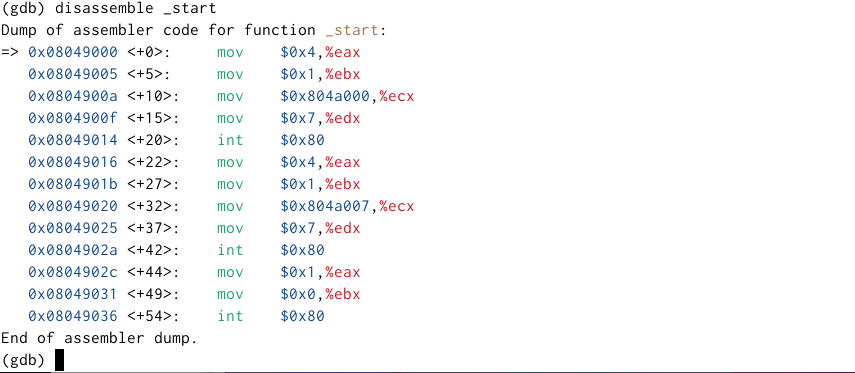 (gdb) disassemble _start
Dump of assembler code for function _start:
=> 0x08049000 <+0>:     mov    $0x4,%eax
   0x08049005 <+5>:     mov    $0x1,%ebx
   0x0804900a <+10>:    mov    $0x804a000,%ecx
   0x0804900f <+15>:    mov    $0x7,%edx
   0x08049014 <+20>:    int    $0x80
   0x08049016 <+22>:    mov    $0x4,%eax
   0x0804901b <+27>:    mov    $0x1,%ebx
   0x08049020 <+32>:    mov    $0x804a007,%ecx
   0x08049025 <+37>:    mov    $0x7,%edx
   0x0804902a <+42>:    int    $0x80
   0x0804902c <+44>:    mov    $0x1,%eax
   0x08049031 <+49>:    mov    $0x0,%ebx
   0x08049036 <+54>:    int    $0x80
End of assembler dump.
(gdb)